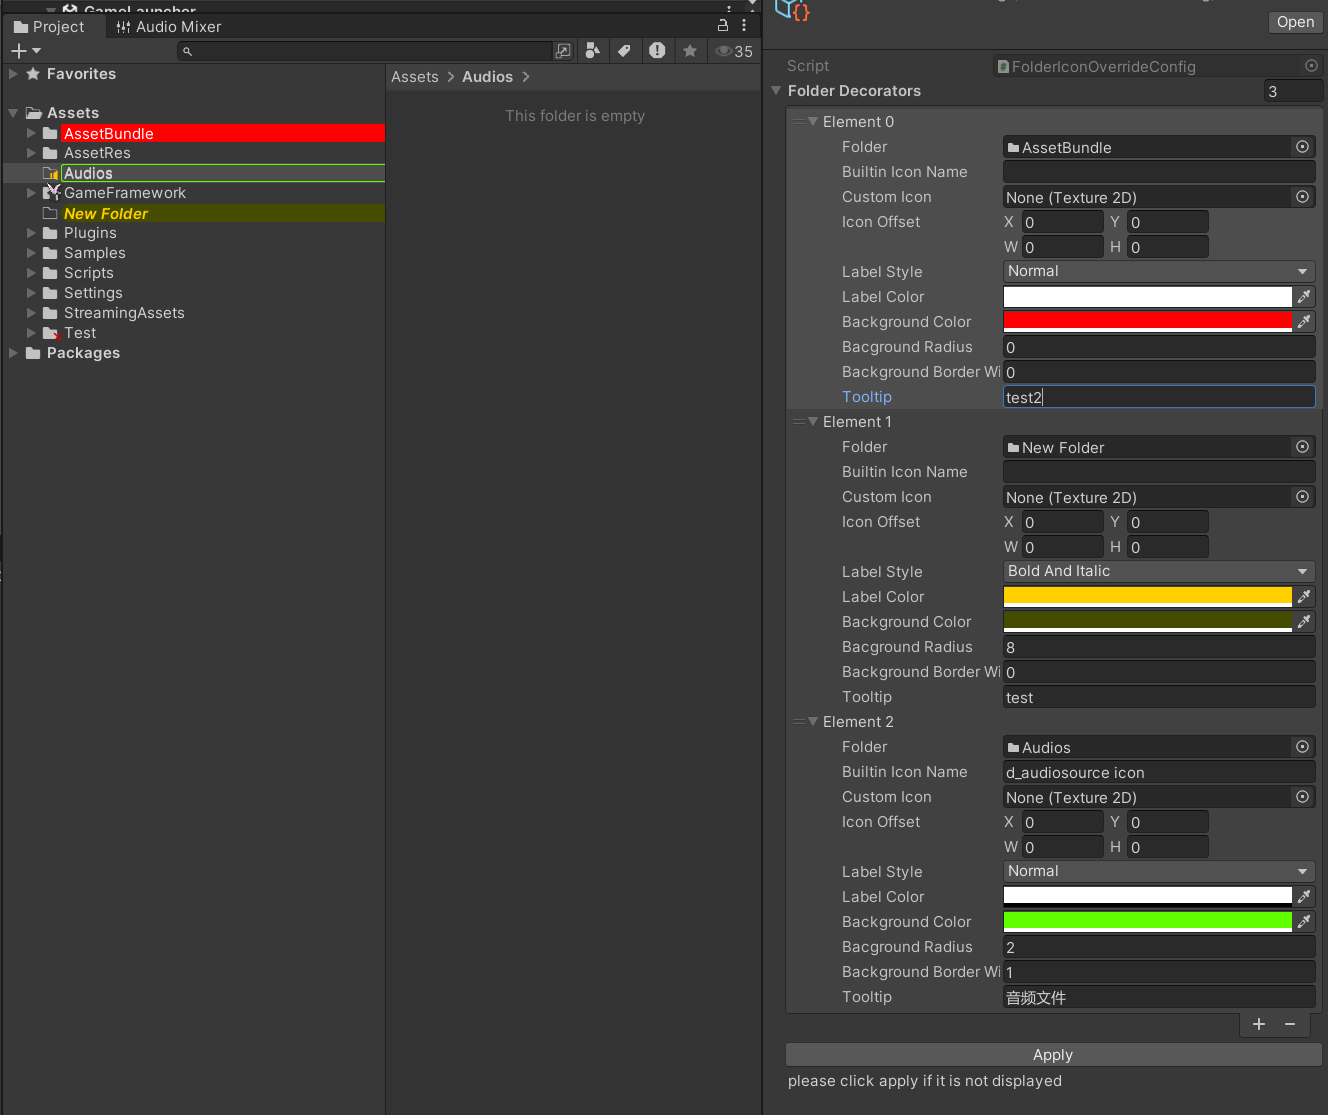 GameLauncher
Project
Audio Mixer
35
Favorites
Assets
AssetBundle
AssetRes
Audios
GameFramework
New Folder
Plugins
Samples
Scripts
Settings
StreamingAssets
Test
Packages
Assets > Audios >
This folder is empty
Open
Script
FolderIconOverrideConfig
Folder Decorators
3
Element 0
Folder
AssetBundle
Builtin Icon Name
Custom Icon
None (Texture 2D)
Icon Offset
X 0 Y 0
W 0 H 0
Label Style
Normal
Label Color
Background Color
Bacground Radius
0
Background Border Wi
0
Tooltip
test2
Element 1
Folder
New Folder
Builtin Icon Name
Custom Icon
None (Texture 2D)
Icon Offset
X 0 Y 0
W 0 H 0
Label Style
Bold And Italic
Label Color
Background Color
Bacground Radius
8
Background Border Wi
0
Tooltip
test
Element 2
Folder
Audios
Builtin Icon Name
d_audiosource icon
Custom Icon
None (Texture 2D)
Icon Offset
X 0 Y 0
W 0 H 0
Label Style
Normal
Label Color
Background Color
Bacground Radius
2
Background Border Wi
1
Tooltip
音频文件
Apply
please click apply if it is not displayed